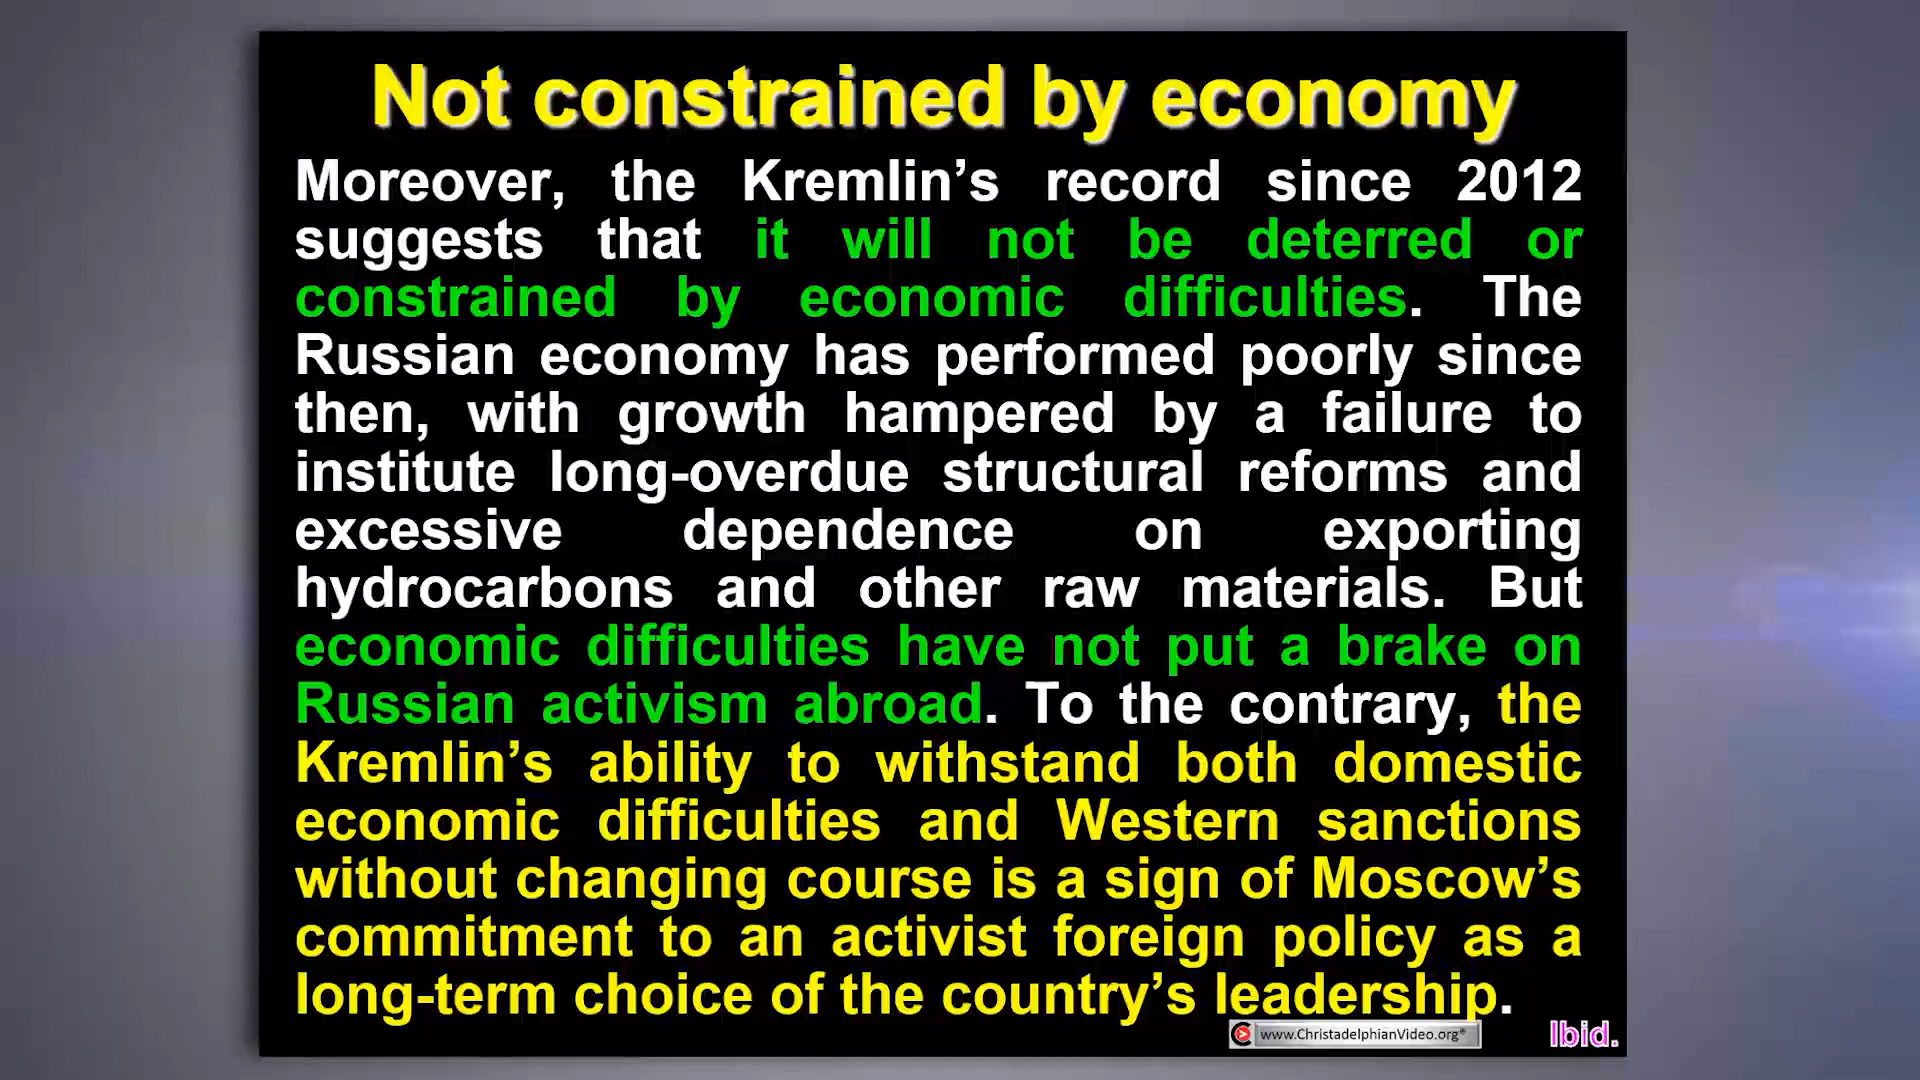 Not constrained by economy
Moreover, the Kremlin’s record since 2012
suggests that it will not be deterred or
constrained by economic difficulties. The
Russian economy has performed poorly since
then, with growth hampered by a failure to
institute long-overdue structural reforms and
excessive dependence on exporting
hydrocarbons and other raw materials. But
economic difficulties have not put a brake on
Russian activism abroad. To the contrary, the
Kremlin’s ability to withstand both domestic
economic difficulties and Western sanctions
without changing course is a sign of Moscow’s
commitment to an activist foreign policy as a
long-term choice of the country’s leadership.
www.ChristadelphianVideo.org®
Ibid.